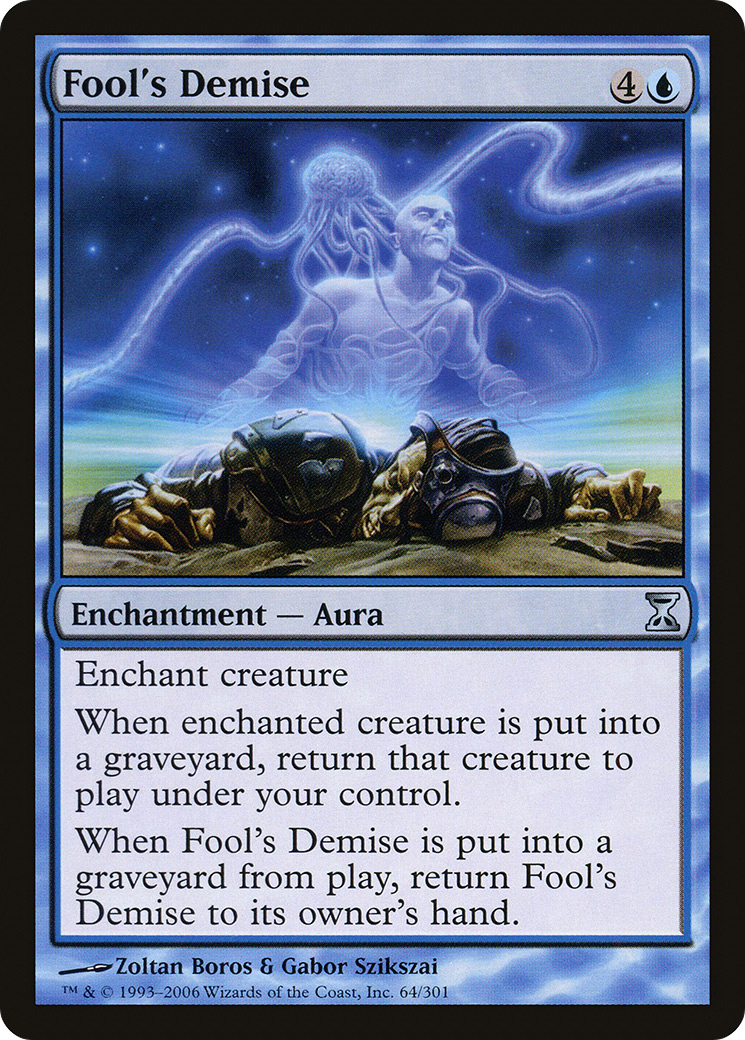 Fool's Demise 4
Enchantment — Aura
Enchant creature
When enchanted creature is put into
a graveyard, return that creature to
play under your control.
When Fool's Demise is put into a
graveyard from play, return Fool's
Demise to its owner's hand.
Zoltan Boros & Gabor Szikszai
™ & © 1993–2006 Wizards of the Coast, Inc. 64/301